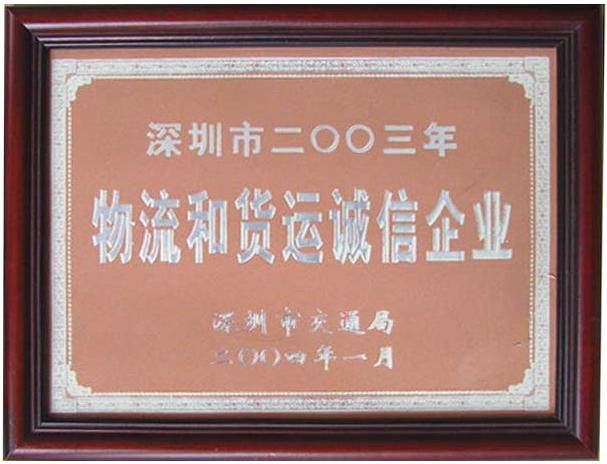 深圳市二〇〇三年
物流和货运诚信企业
深圳市交通局
二〇〇四年一月